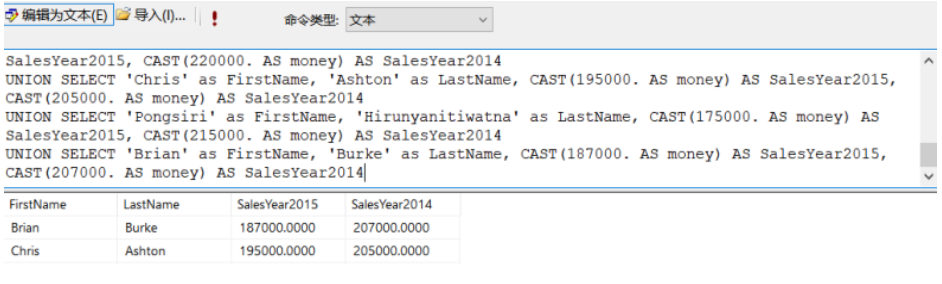 编辑为文本(E) 导入(I)... 命令类型: 文本
SalesYear2015, CAST(220000. AS money) AS SalesYear2014
UNION SELECT 'Chris' as FirstName, 'Ashton' as LastName, CAST(195000. AS money) AS SalesYear2015,
CAST(205000. AS money) AS SalesYear2014
UNION SELECT 'Pongsiri' as FirstName, 'Hirunyanitiwatna' as LastName, CAST(175000. AS money) AS
SalesYear2015, CAST(215000. AS money) AS SalesYear2014
UNION SELECT 'Brian' as FirstName, 'Burke' as LastName, CAST(187000. AS money) AS SalesYear2015,
CAST(207000. AS money) AS SalesYear2014
FirstName LastName SalesYear2015 SalesYear2014
Brian Burke 187000.0000 207000.0000
Chris Ashton 195000.0000 205000.0000